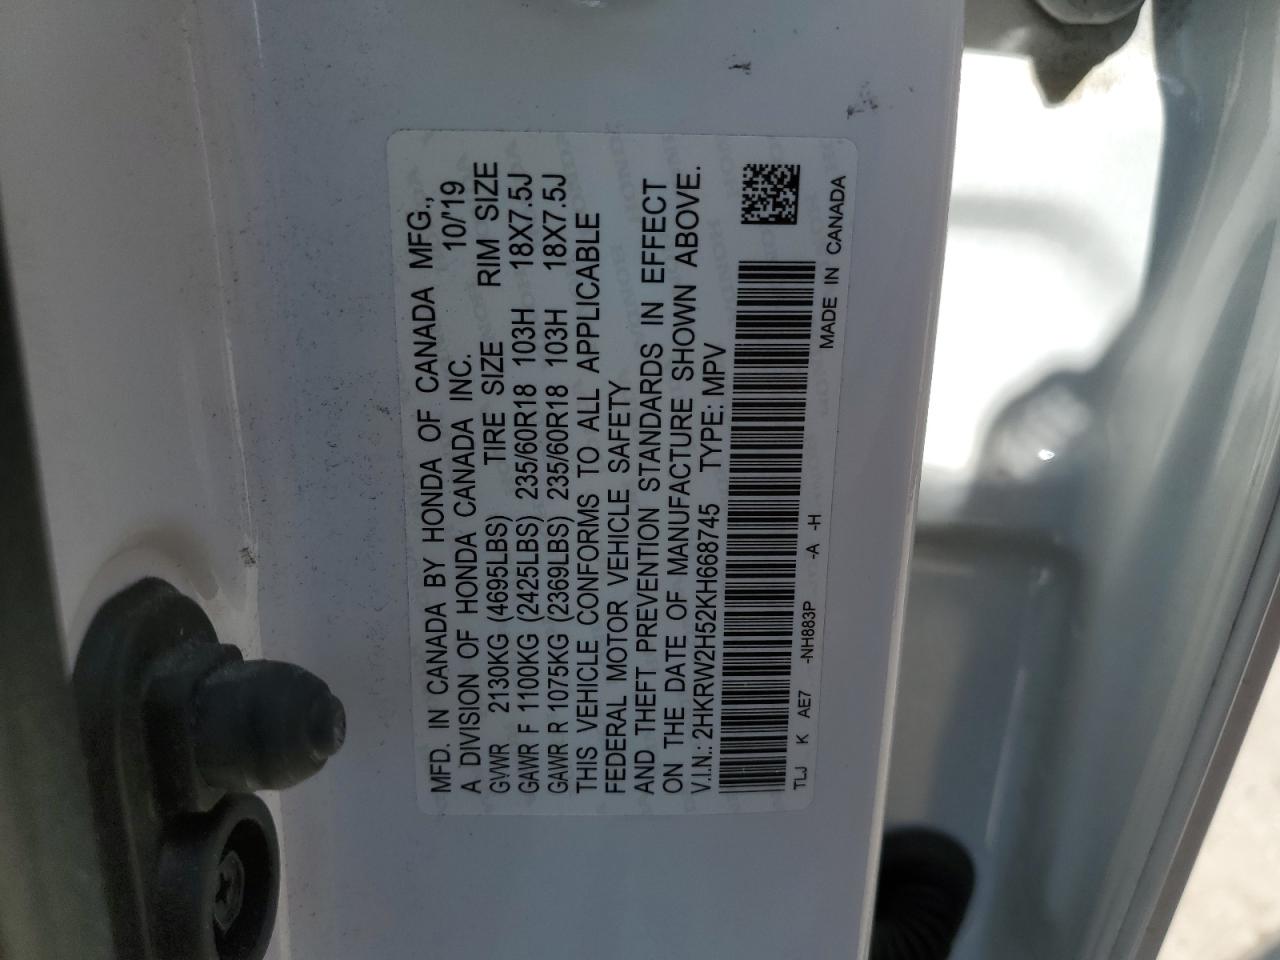 MFD. IN CANADA BY HONDA OF CANADA MFG.,
A DIVISION OF HONDA CANADA INC. 10/'19
GVWR 2130KG (4695LBS) TIRE SIZE RIM SIZE
GAWR F 1100KG (2425LBS) 235/60R18 103H 18X7.5J
GAWR R 1075KG (2369LBS) 235/60R18 103H 18X7.5J
THIS VEHICLE CONFORMS TO ALL APPLICABLE
FEDERAL MOTOR VEHICLE SAFETY
AND THEFT PREVENTION STANDARDS IN EFFECT
ON THE DATE OF MANUFACTURE SHOWN ABOVE.
V.I.N.: 2HKRW2H52KH668745 TYPE: MPV
TLJ K AE7 -NH883P -A -H MADE IN CANADA